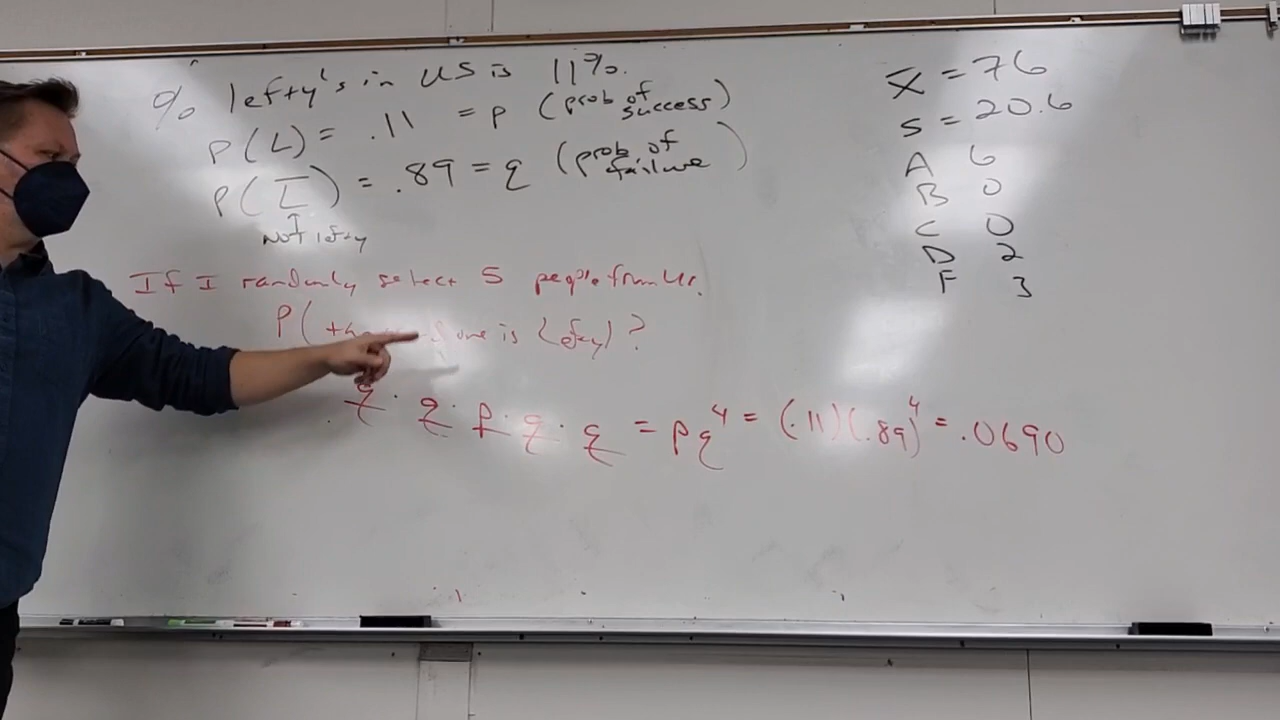 % lefty's in US is 11%.
P(L) = .11 = p (prob of success)
P(L̅) = .89 = q (prob of failure)
Not lefty
If I randomly select 5 people from US.
P( one is lefty)?
q · q · p · q · q = pq⁴ = (.11)(.89)⁴ = .0690
x̅ = 76
s = 20.6
A 6
B 0
C 0
D 2
F 3